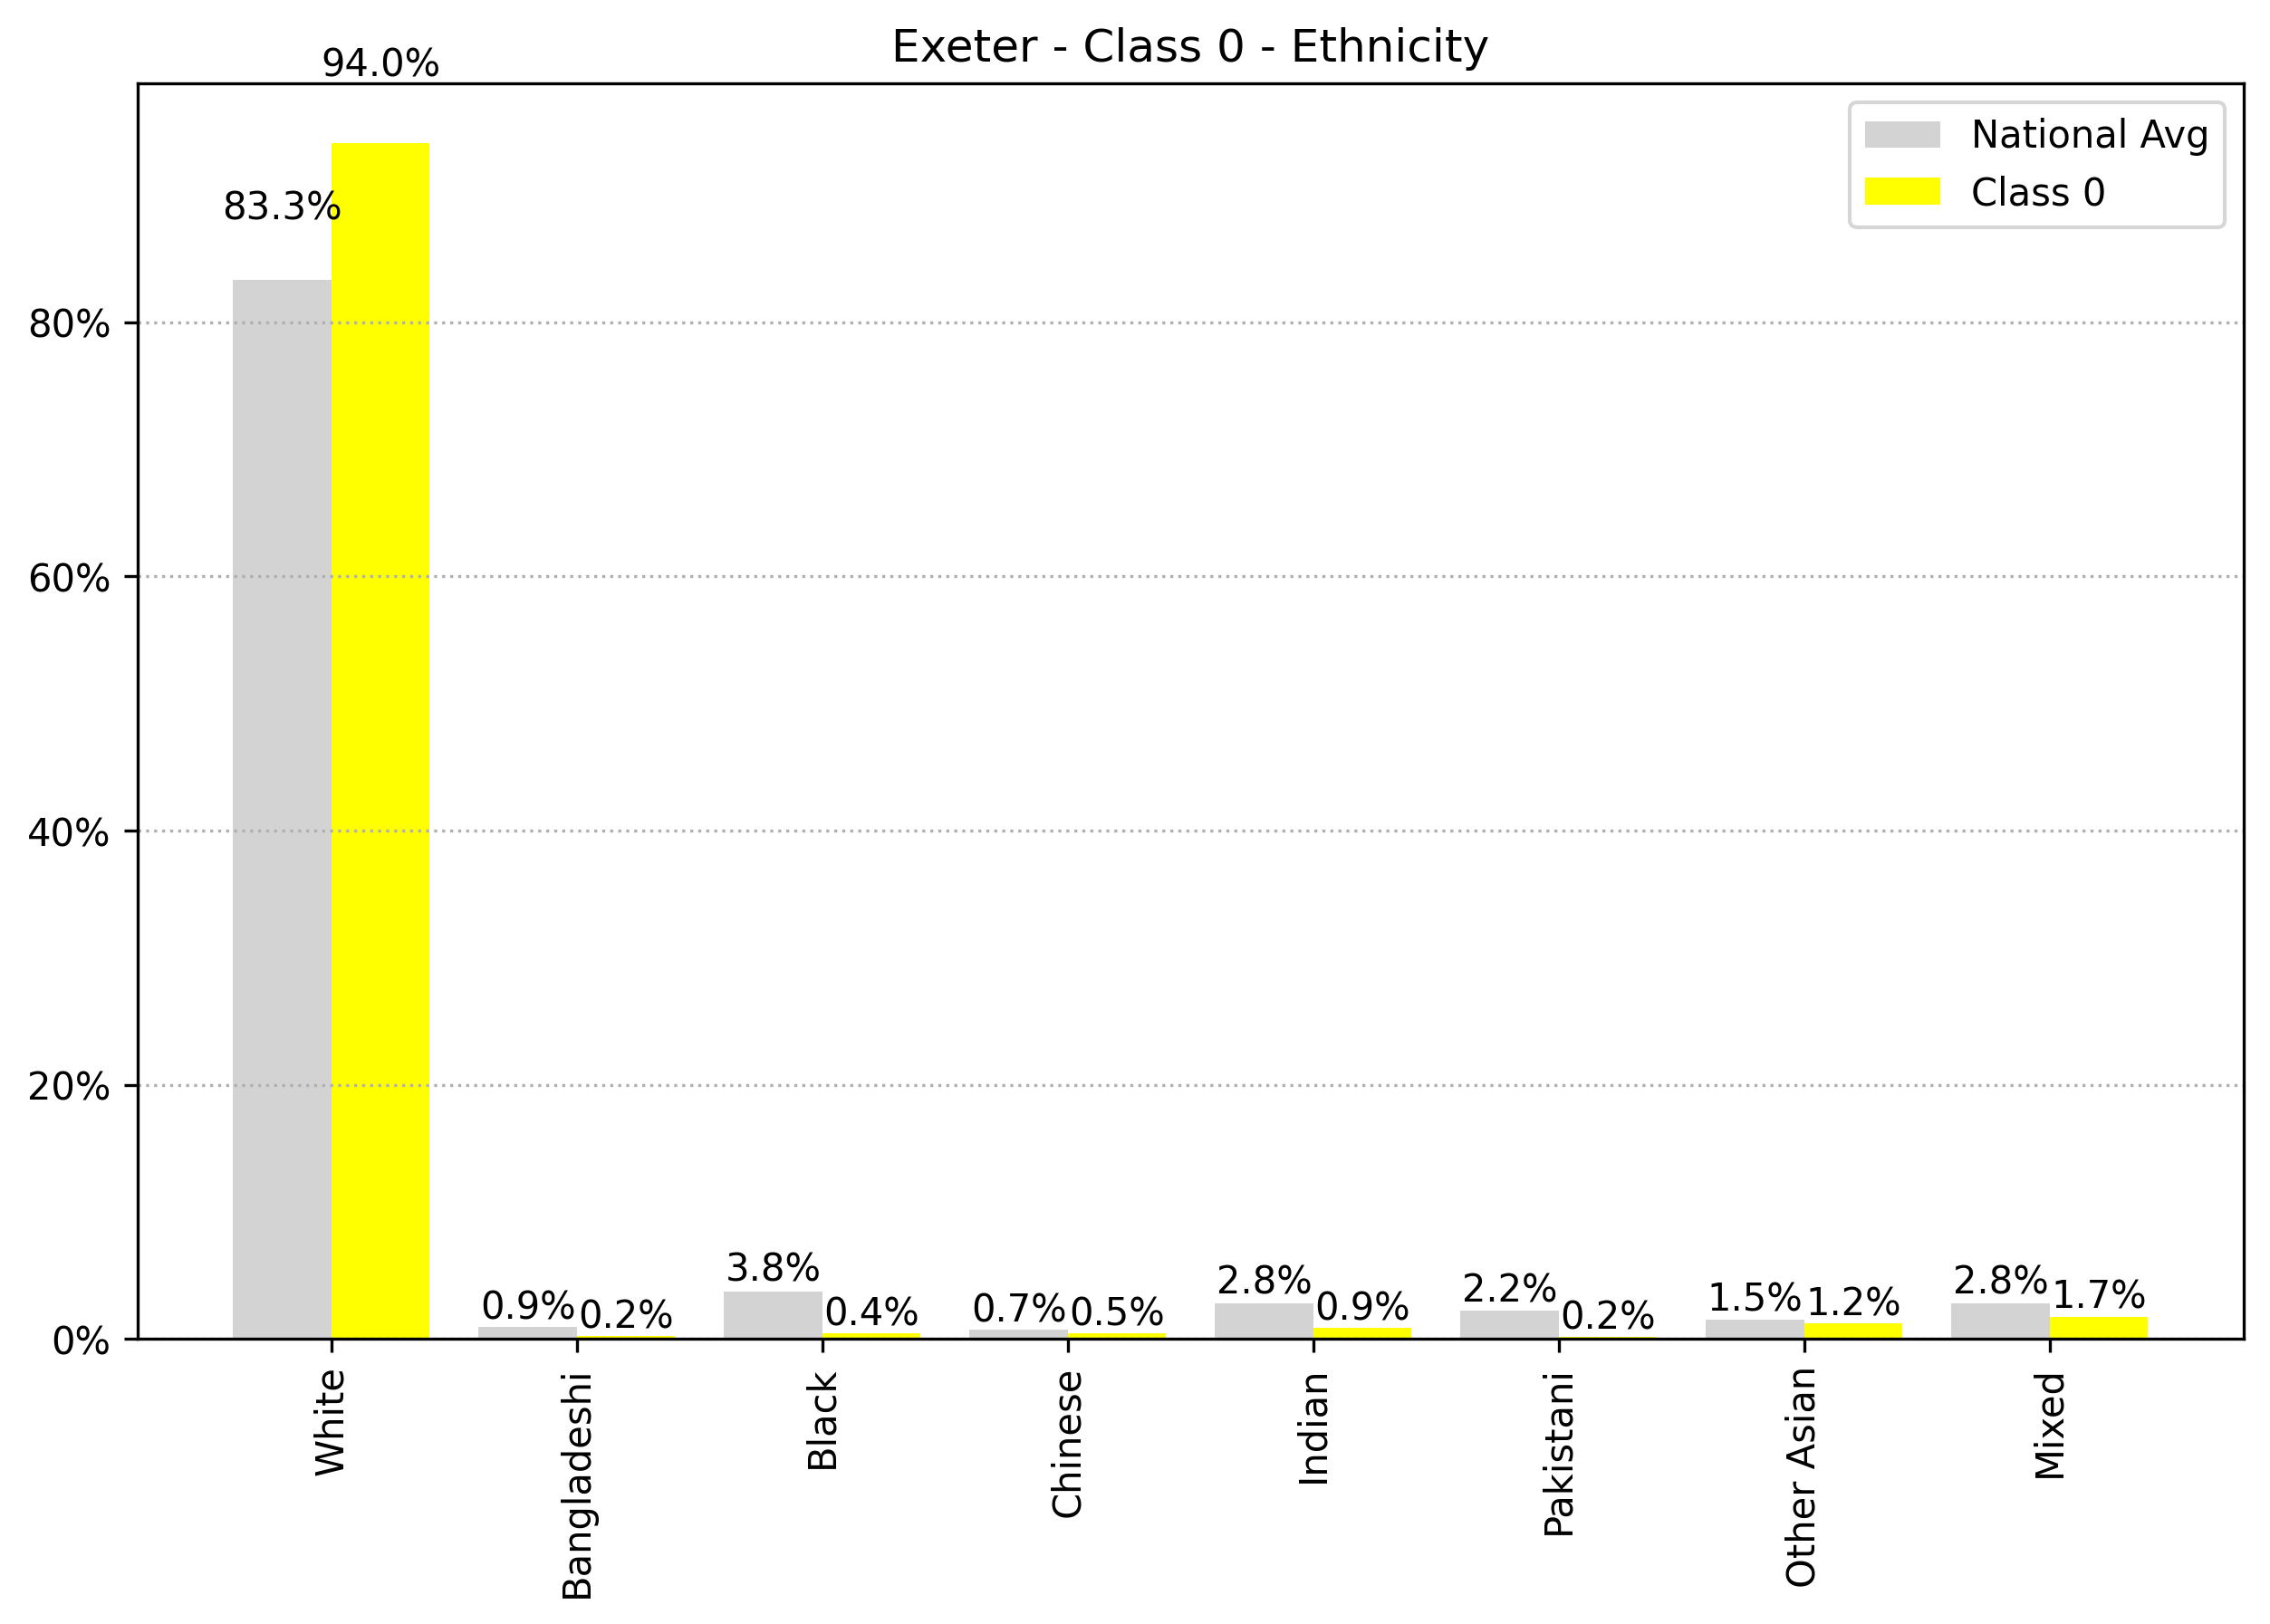 Exeter - Class 0 - Ethnicity
94.0%
National Avg
83.3%
Class 0
80%
60%
40%
20%
0%
0.9%
0.2%
3.8%
0.4%
0.7%
0.5%
2.8%
0.9%
2.2%
0.2%
1.5%
1.2%
2.8%
1.7%
White
Bangladeshi
Black
Chinese
Indian
Pakistani
Other Asian
Mixed